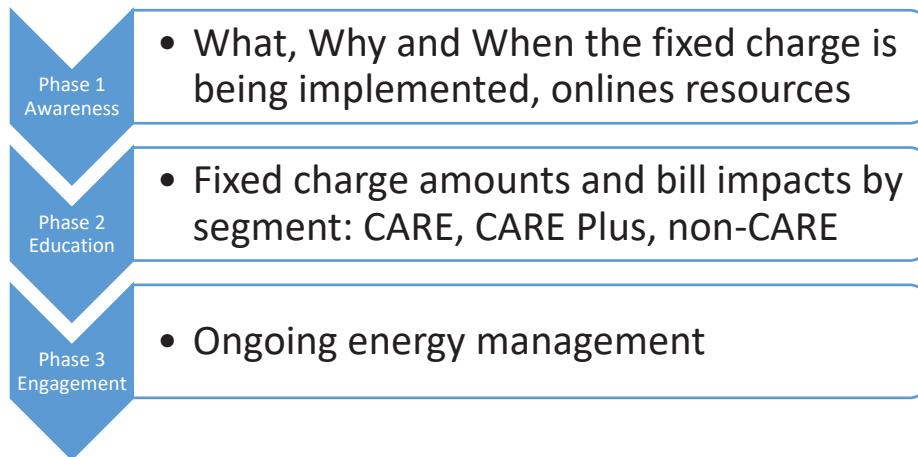 Phase 1
Awareness
• What, Why and When the fixed charge is
being implemented, onlines resources
Phase 2
Education
• Fixed charge amounts and bill impacts by
segment: CARE, CARE Plus, non-CARE
Phase 3
Engagement
• Ongoing energy management